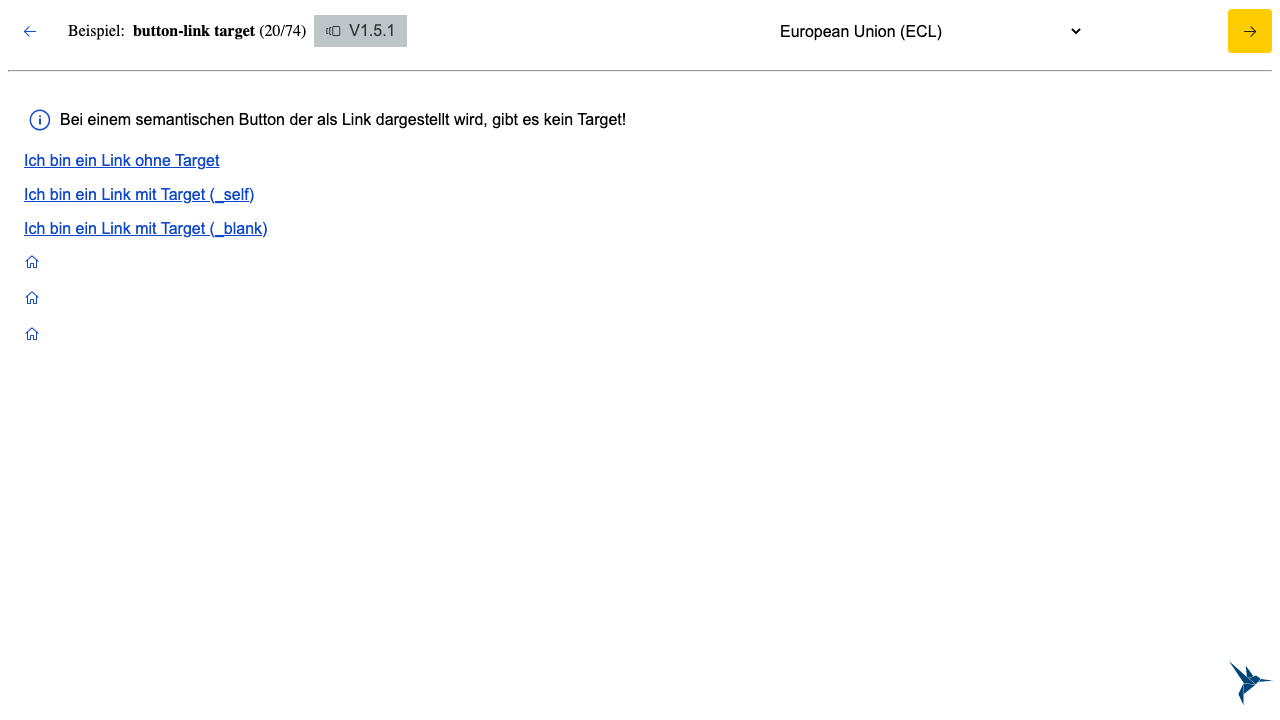 Beispiel: button-link target (20/74) V1.5.1 European Union (ECL)
Bei einem semantischen Button der als Link dargestellt wird, gibt es kein Target!
Ich bin ein Link ohne Target
Ich bin ein Link mit Target (_self)
Ich bin ein Link mit Target (_blank)